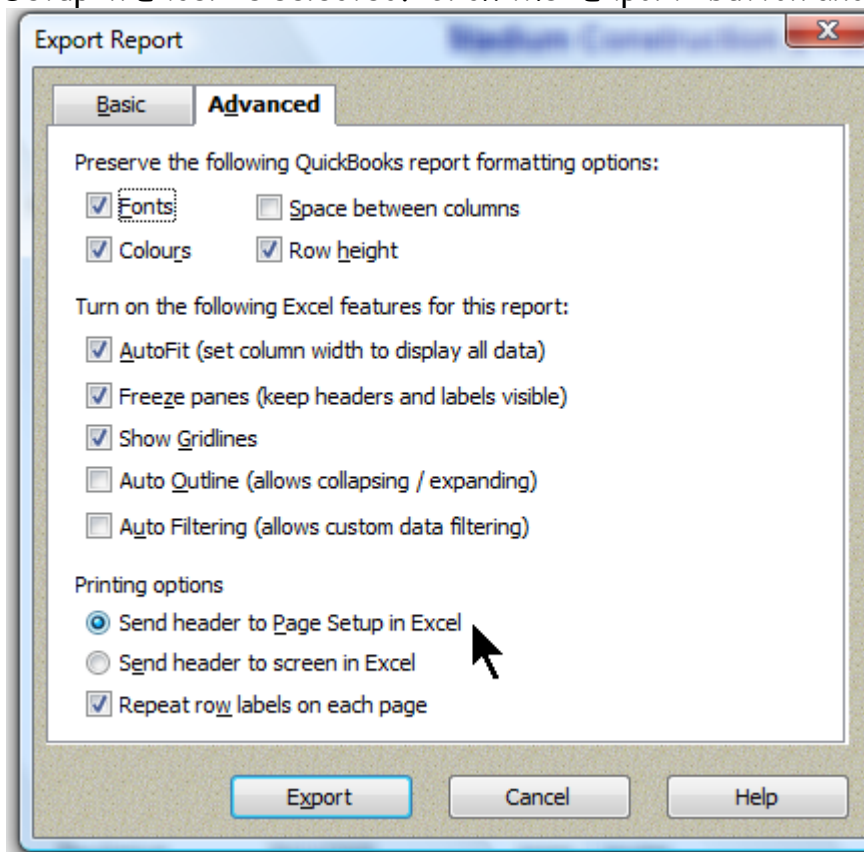 Export Report
Stadium Construction
Basic Advanced
Preserve the following QuickBooks report formatting options:
Fonts Space between columns
Colours Row height
Turn on the following Excel features for this report:
AutoFit (set column width to display all data)
Freeze panes (keep headers and labels visible)
Show Gridlines
Auto Outline (allows collapsing / expanding)
Auto Filtering (allows custom data filtering)
Printing options
Send header to Page Setup in Excel
Send header to screen in Excel
Repeat row labels on each page
Export Cancel Help